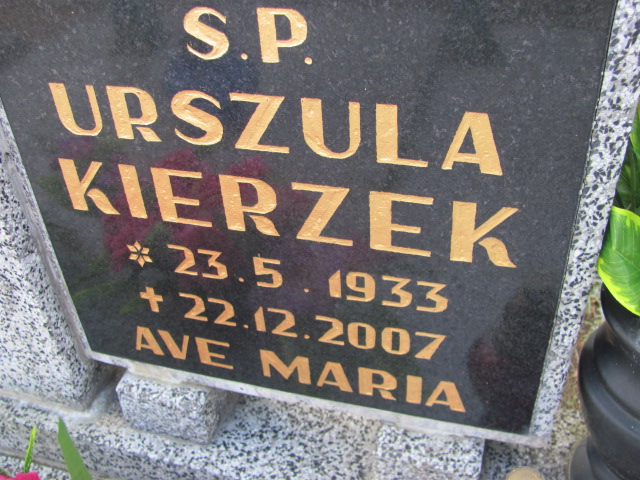 S.P.
URSZULA
KIERZEK
* 23.5.1933
✝ 22.12.2007
AVE MARIA